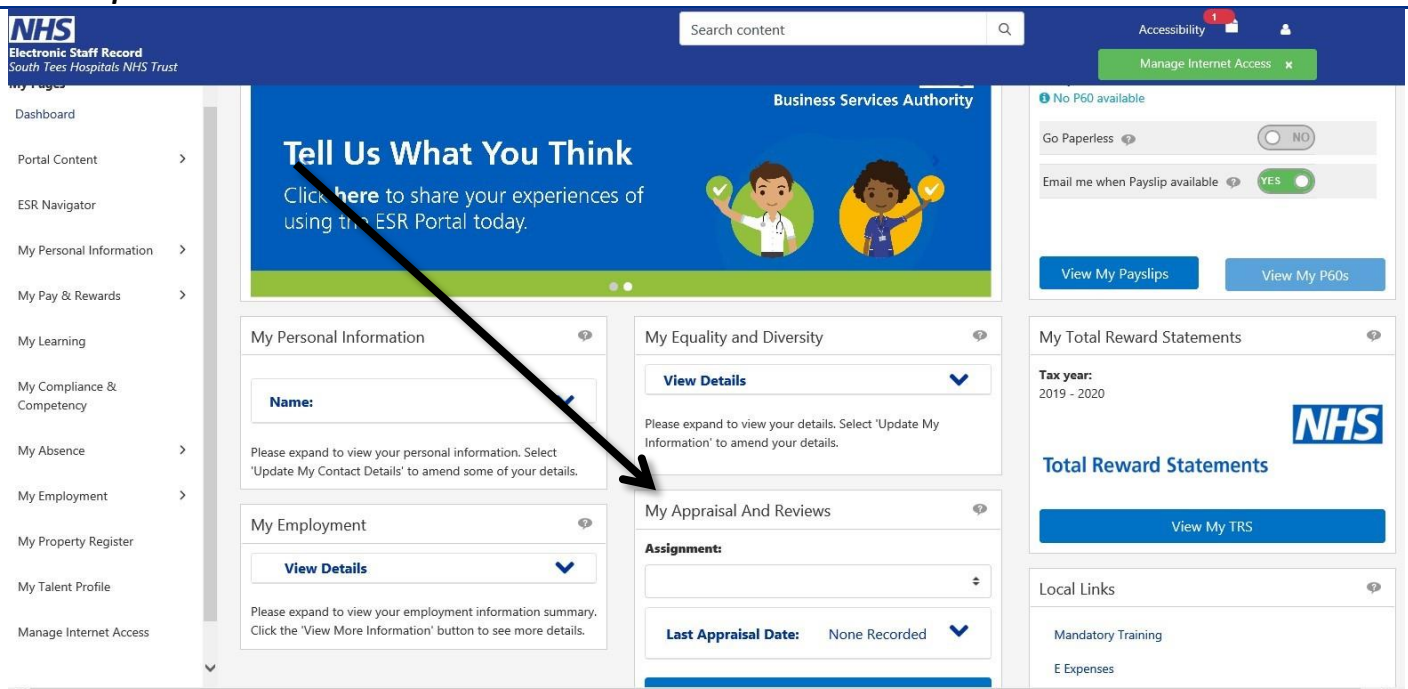 NHS
Electronic Staff Record
South Tees Hospitals NHS Trust
Search content
Accessibility
1
Manage Internet Access ×
My Pages
Dashboard
Portal Content
ESR Navigator
My Personal Information
My Pay & Rewards
My Learning
My Compliance &
Competency
My Absence
My Employment
My Property Register
My Talent Profile
Manage Internet Access
Business Services Authority
Tell Us What You Think
Click here to share your experiences of
using the ESR Portal today.
No P60 available
Go Paperless
NO
Email me when Payslip available
YES
View My Payslips
View My P60s
My Personal Information
Name:
Please expand to view your personal information. Select
'Update My Contact Details' to amend some of your details.
My Employment
View Details
Please expand to view your employment information summary.
Click the 'View More Information' button to see more details.
My Equality and Diversity
View Details
Please expand to view your details. Select 'Update My
Information' to amend your details.
My Appraisal And Reviews
Assignment:
Last Appraisal Date: None Recorded
My Total Reward Statements
Tax year:
2019 - 2020
NHS
Total Reward Statements
View My TRS
Local Links
Mandatory Training
E Expenses